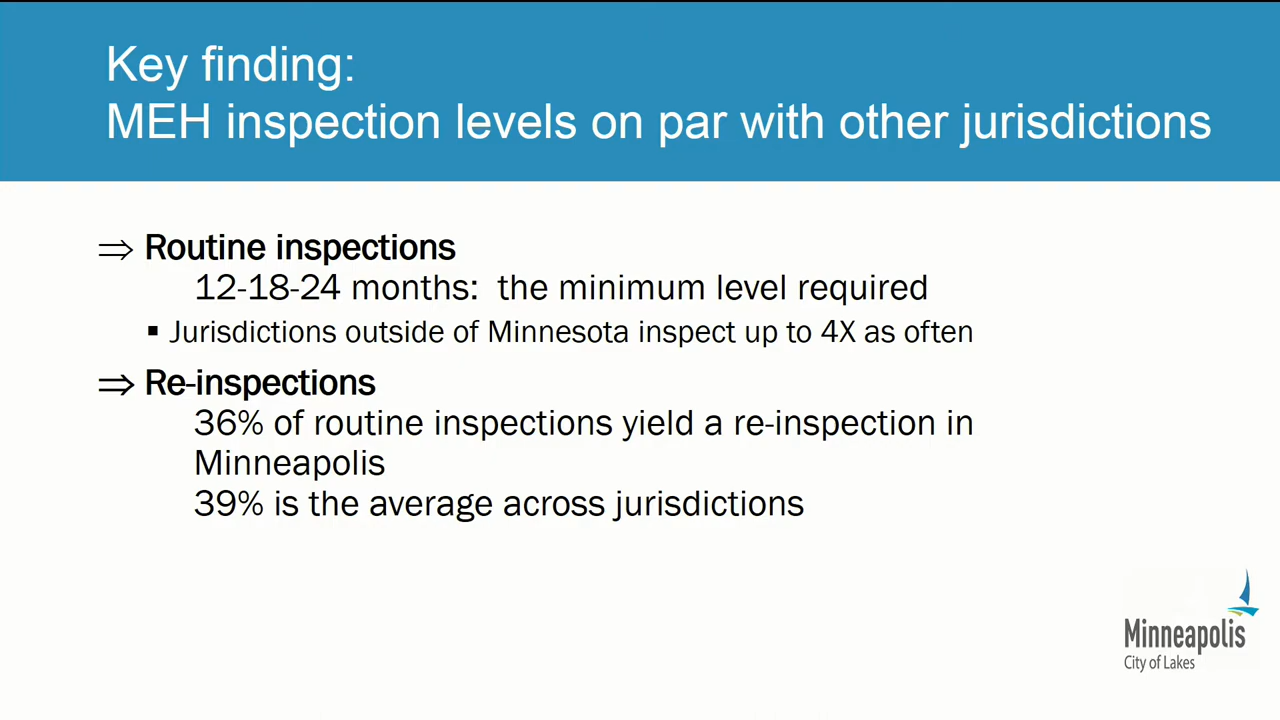 Key finding:
MEH inspection levels on par with other jurisdictions
⇒ Routine inspections
12-18-24 months:  the minimum level required
▪ Jurisdictions outside of Minnesota inspect up to 4X as often
⇒ Re-inspections
36% of routine inspections yield a re-inspection in
Minneapolis
39% is the average across jurisdictions
Minneapolis
City of Lakes